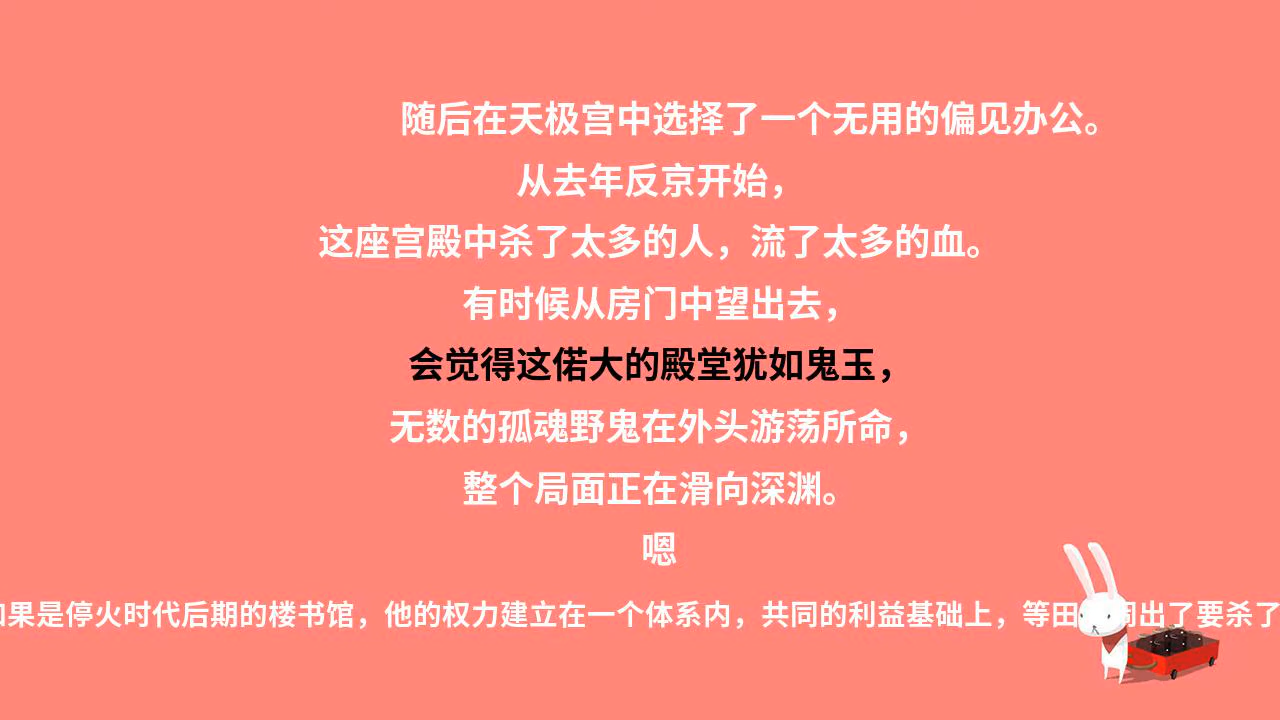 随后在天极宫中选择了一个无用的偏见办公。
从去年反京开始，
这座宫殿中杀了太多的人，流了太多的血。
有时候从房门中望出去，
会觉得这偌大的殿堂犹如鬼玉，
无数的孤魂野鬼在外头游荡所命，
整个局面正在滑向深渊。
嗯
果是停火时代后期的楼书馆，他的权力建立在一个体系内，共同的利益基础上，等田 同出了要杀了